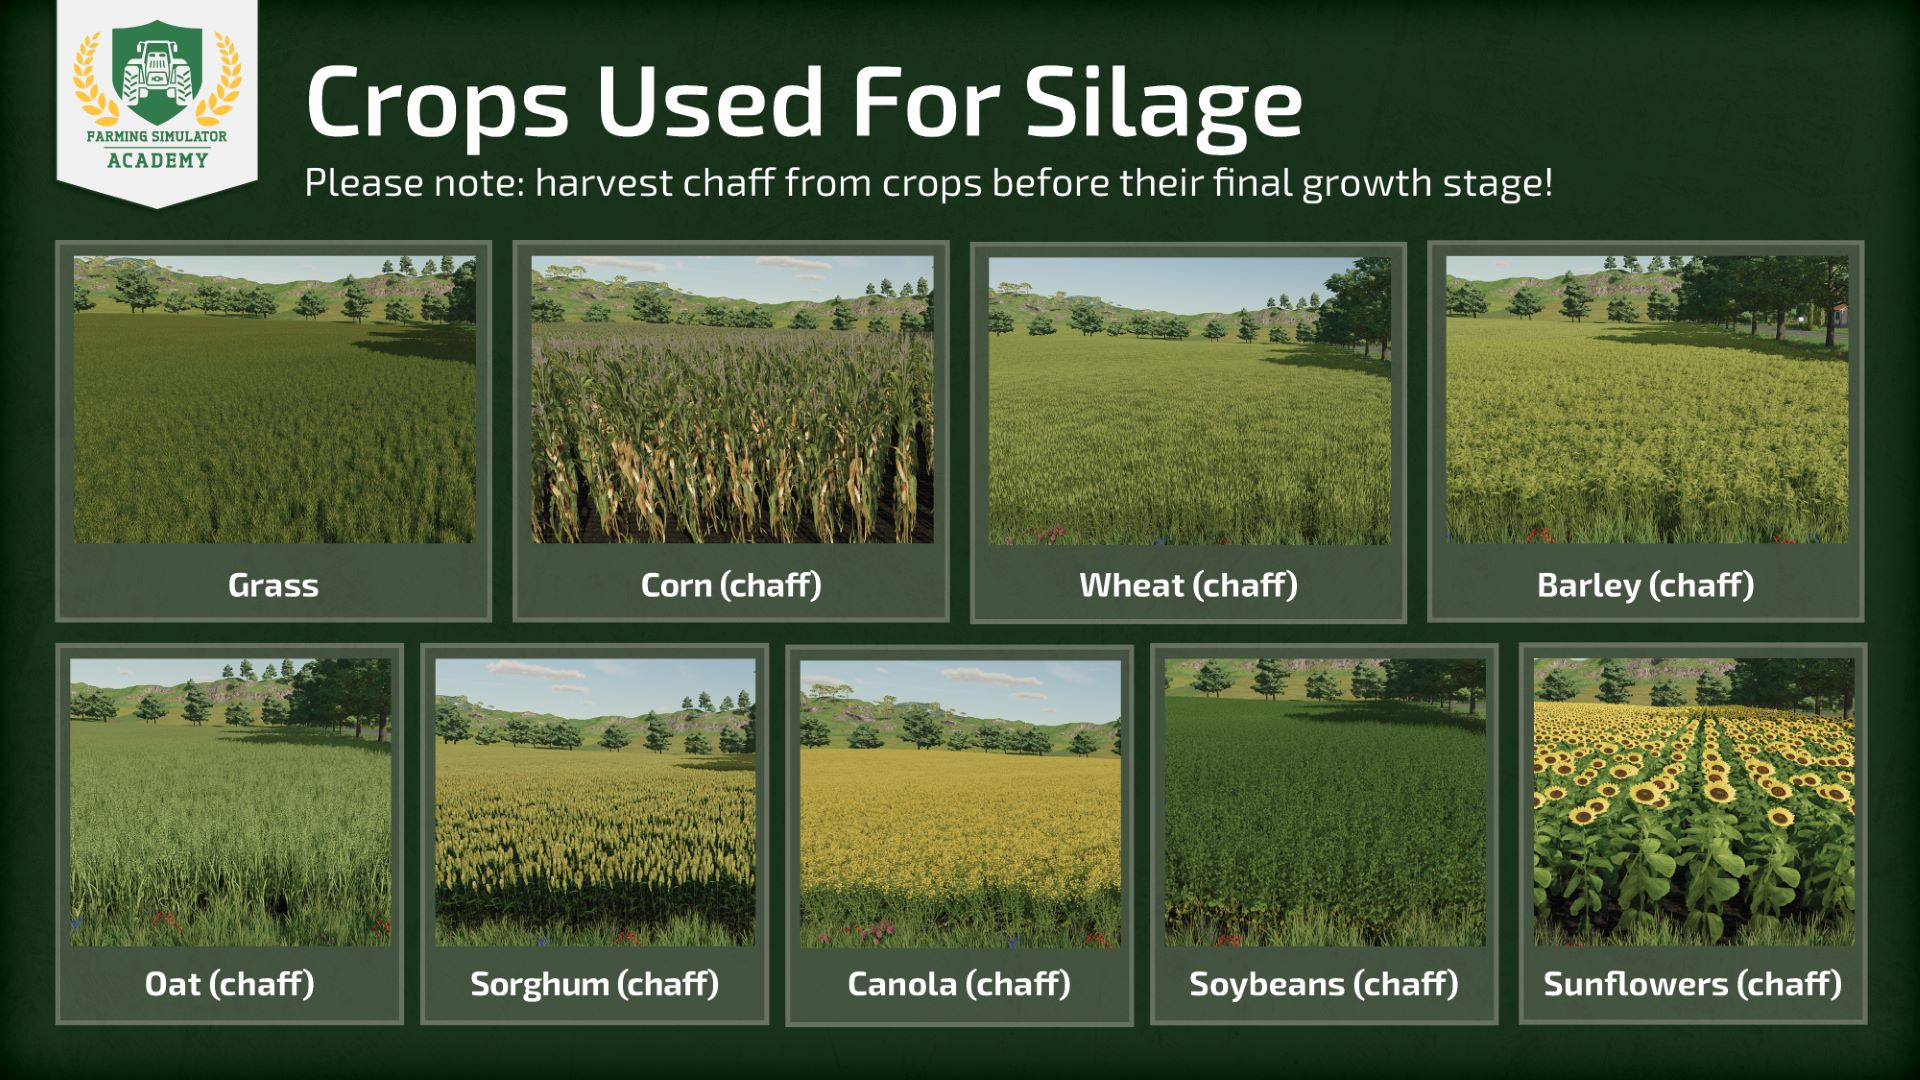 FARMING SIMULATOR
ACADEMY
Crops Used For Silage
Please note: harvest chaff from crops before their final growth stage!
Grass
Corn (chaff)
Wheat (chaff)
Barley (chaff)
Oat (chaff)
Sorghum (chaff)
Canola (chaff)
Soybeans (chaff)
Sunflowers (chaff)